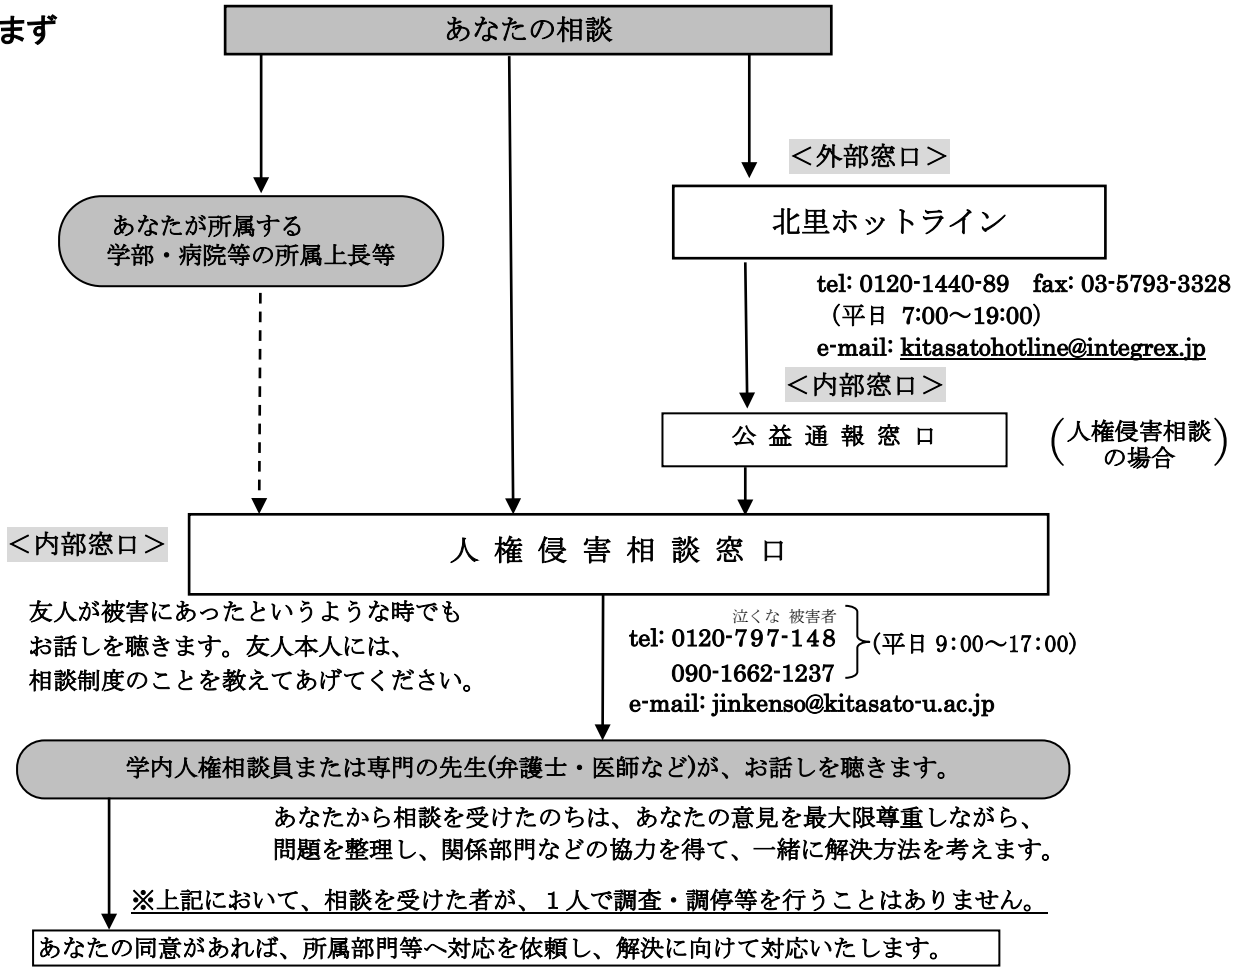 まず
あなたの相談
＜外部窓口＞
北里ホットライン
あなたが所属する
学部・病院等の所属上長等
tel: 0120-1440-89　fax: 03-5793-3328
（平日 7:00～19:00）
e-mail: kitasatohotline@integrex.jp
＜内部窓口＞
公 益 通 報 窓 口
（人権侵害相談
の場合）
＜内部窓口＞
人 権 侵 害 相 談 窓 口
友人が被害にあったというような時でも
お話しを聴きます。友人本人には、
相談制度のことを教えてあげてください。
泣くな 被害者
tel: 0120-797-148
090-1662-1237
(平日 9:00～17:00)
e-mail: jinkenso@kitasato-u.ac.jp
学内人権相談員または専門の先生(弁護士・医師など)が、お話しを聴きます。
あなたから相談を受けたのちは、あなたの意見を最大限尊重しながら、
問題を整理し、関係部門などの協力を得て、一緒に解決方法を考えます。
※上記において、相談を受けた者が、１人で調査・調停等を行うことはありません。
あなたの同意があれば、所属部門等へ対応を依頼し、解決に向けて対応いたします。